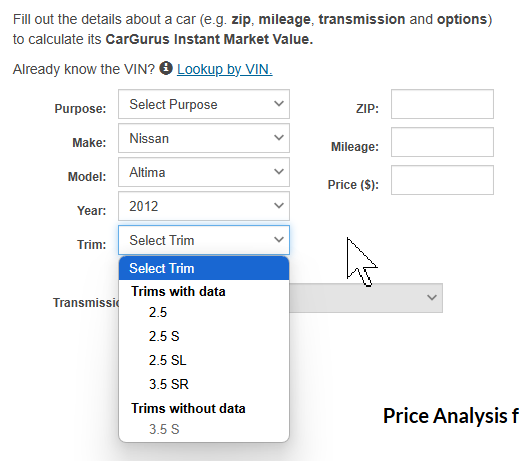 Fill out the details about a car (e.g. zip, mileage, transmission and options)
to calculate its CarGurus Instant Market Value.
Already know the VIN? Lookup by VIN.
Purpose: Select Purpose
ZIP:
Make: Nissan
Mileage:
Model: Altima
Price ($):
Year: 2012
Trim: Select Trim
Select Trim
Trims with data
2.5
2.5 S
2.5 SL
3.5 SR
Trims without data
3.5 S
Price Analysis f